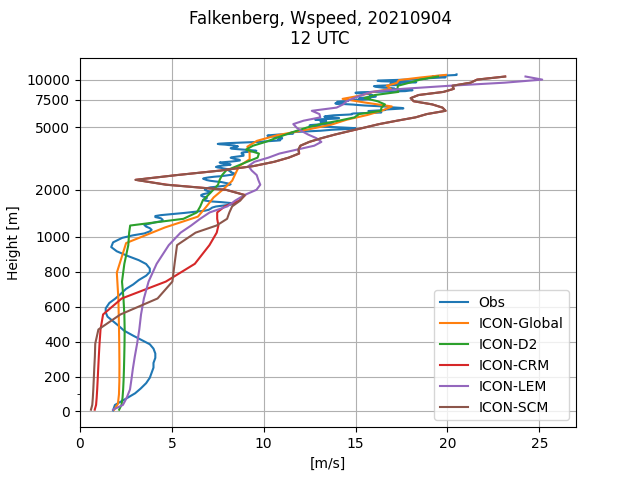 Falkenberg, Wspeed, 20210904
12 UTC
Height [m]
10000
7500
5000
2000
1000
800
600
400
200
0
Obs
ICON-Global
ICON-D2
ICON-CRM
ICON-LEM
ICON-SCM
0 5 10 15 20 25
[m/s]